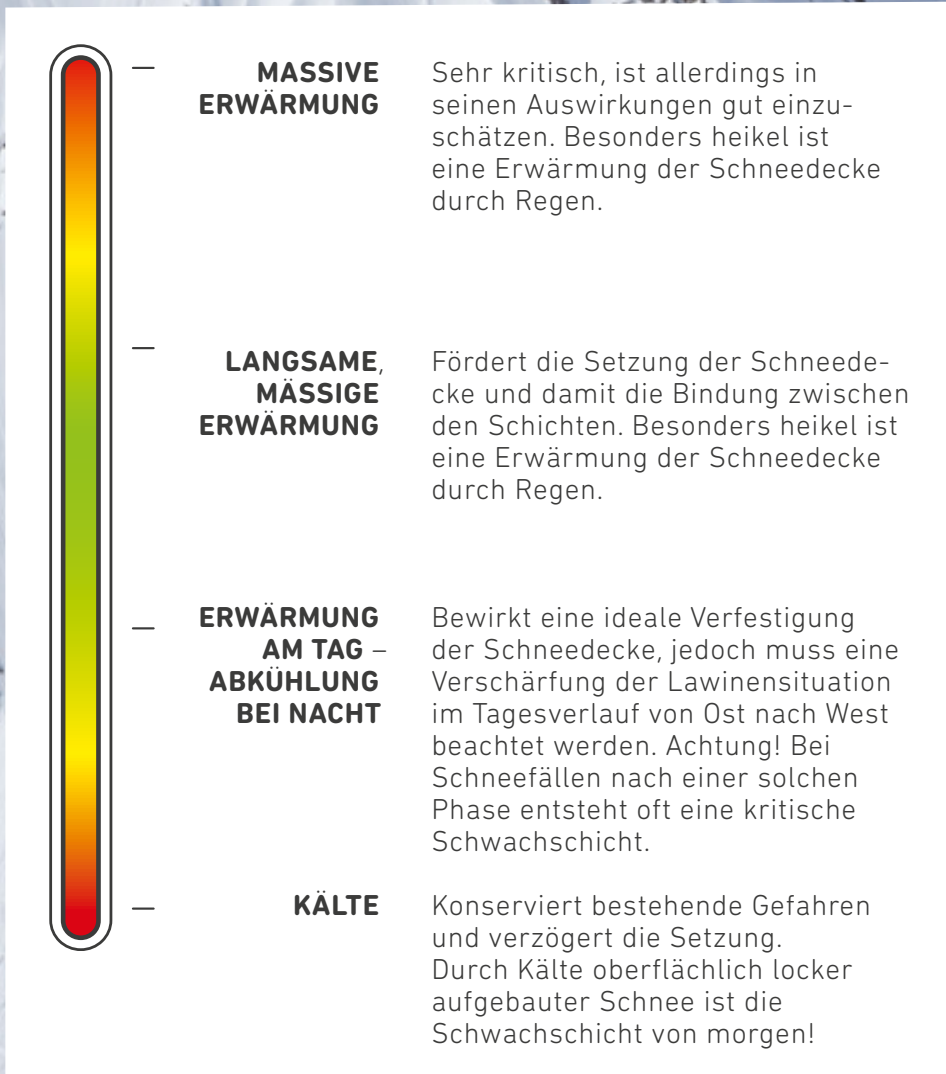 MASSIVE
ERWÄRMUNG
Sehr kritisch, ist allerdings in
seinen Auswirkungen gut einzu-
schätzen. Besonders heikel ist
eine Erwärmung der Schneedecke
durch Regen.
LANGSAME,
MÄSSIGE
ERWÄRMUNG
Fördert die Setzung der Schneede-
cke und damit die Bindung zwischen
den Schichten. Besonders heikel ist
eine Erwärmung der Schneedecke
durch Regen.
ERWÄRMUNG
AM TAG –
ABKÜHLUNG
BEI NACHT
Bewirkt eine ideale Verfestigung
der Schneedecke, jedoch muss eine
Verschärfung der Lawinensituation
im Tagesverlauf von Ost nach West
beachtet werden. Achtung! Bei
Schneefällen nach einer solchen
Phase entsteht oft eine kritische
Schwachschicht.
KÄLTE
Konserviert bestehende Gefahren
und verzögert die Setzung.
Durch Kälte oberflächlich locker
aufgebauter Schnee ist die
Schwachschicht von morgen!